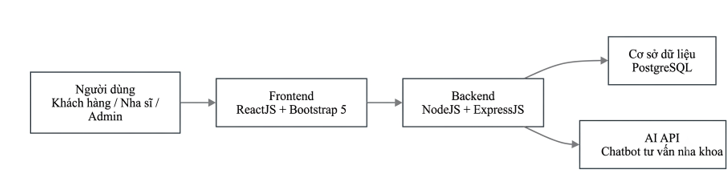 Người dùng
Khách hàng / Nha sĩ /
Admin
Frontend
ReactJS + Bootstrap 5
Backend
NodeJS + ExpressJS
Cơ sở dữ liệu
PostgreSQL
AI API
Chatbot tư vấn nha khoa